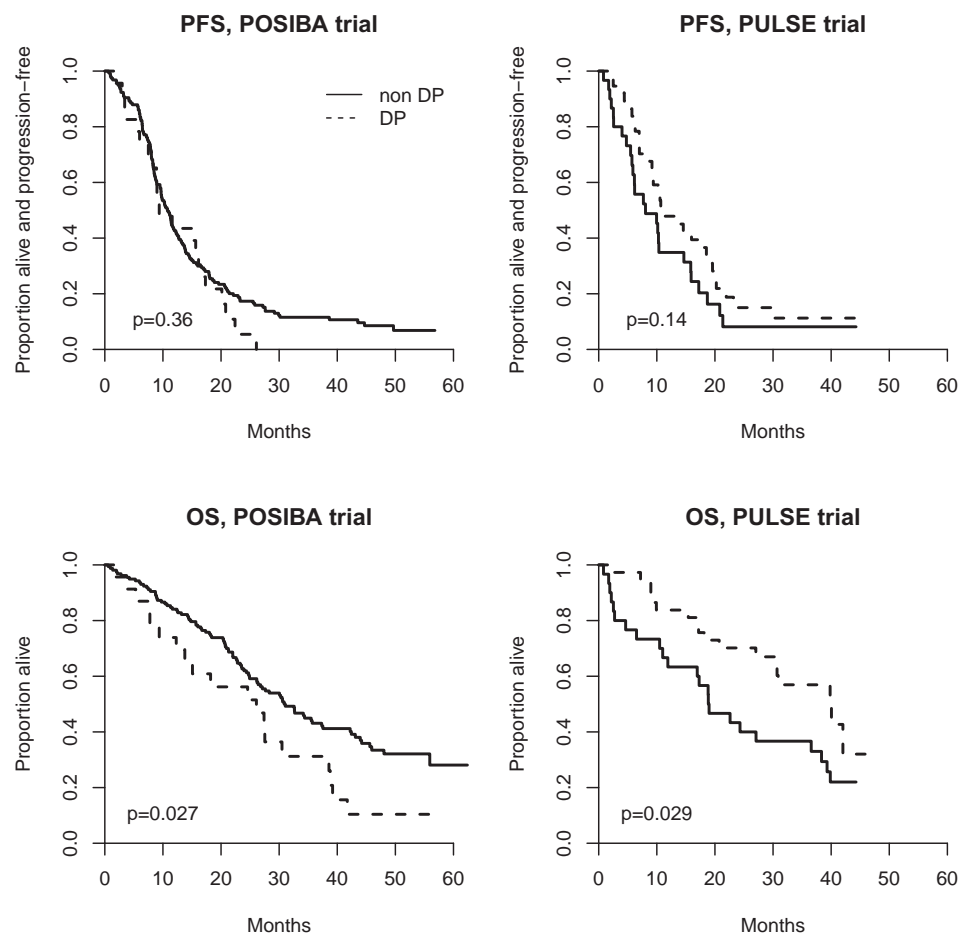 PFS, POSIBA trial
Proportion alive and progression−free
1.0
0.8
0.6
0.4
0.2
0.0
non DP
DP
p=0.36
0 10 20 30 40 50 60
Months
PFS, PULSE trial
Proportion alive and progression−free
1.0
0.8
0.6
0.4
0.2
0.0
p=0.14
0 10 20 30 40 50 60
Months
OS, POSIBA trial
Proportion alive
1.0
0.8
0.6
0.4
0.2
0.0
p=0.027
0 10 20 30 40 50 60
Months
OS, PULSE trial
Proportion alive
1.0
0.8
0.6
0.4
0.2
0.0
p=0.029
0 10 20 30 40 50 60
Months